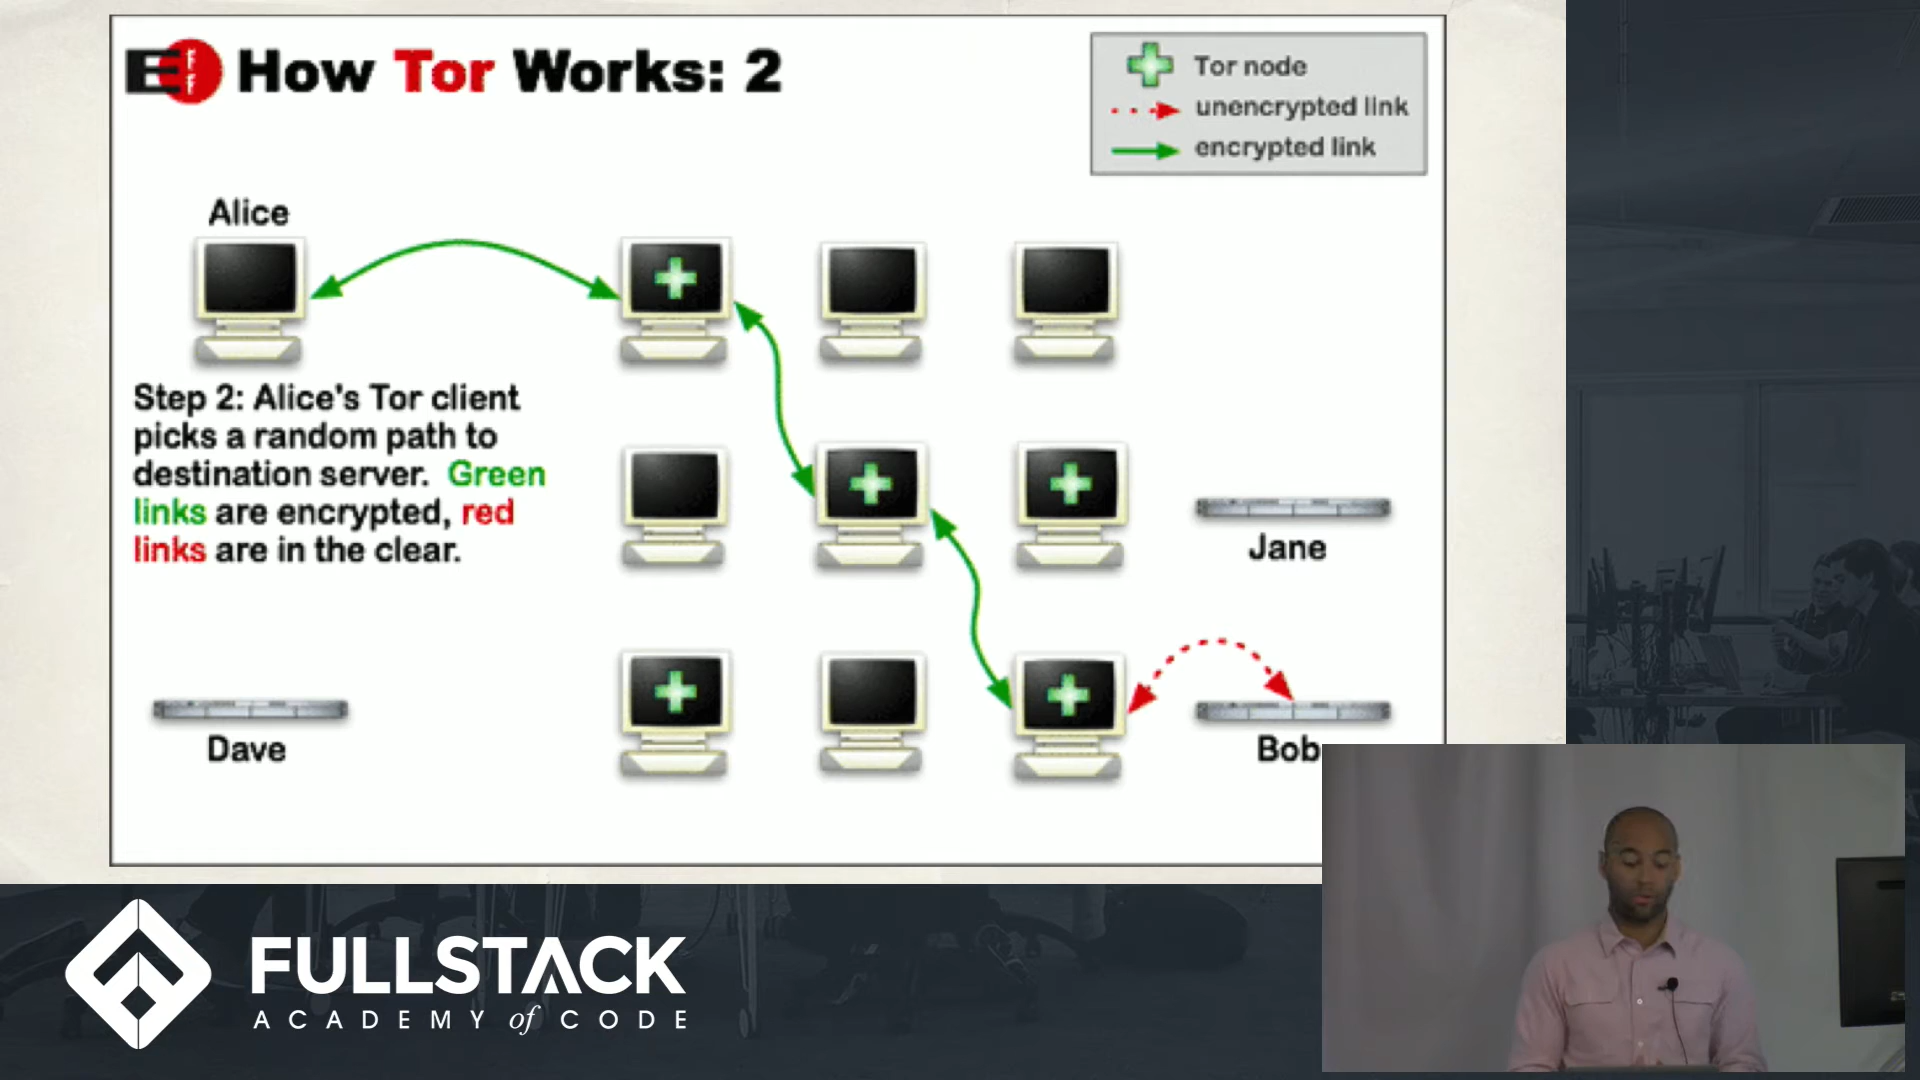 EFF How Tor Works: 2
Tor node
unencrypted link
encrypted link
Alice
Step 2: Alice's Tor client
picks a random path to
destination server. Green
links are encrypted, red
links are in the clear.
Jane
Dave
Bob
FULLSTACK
ACADEMY of CODE